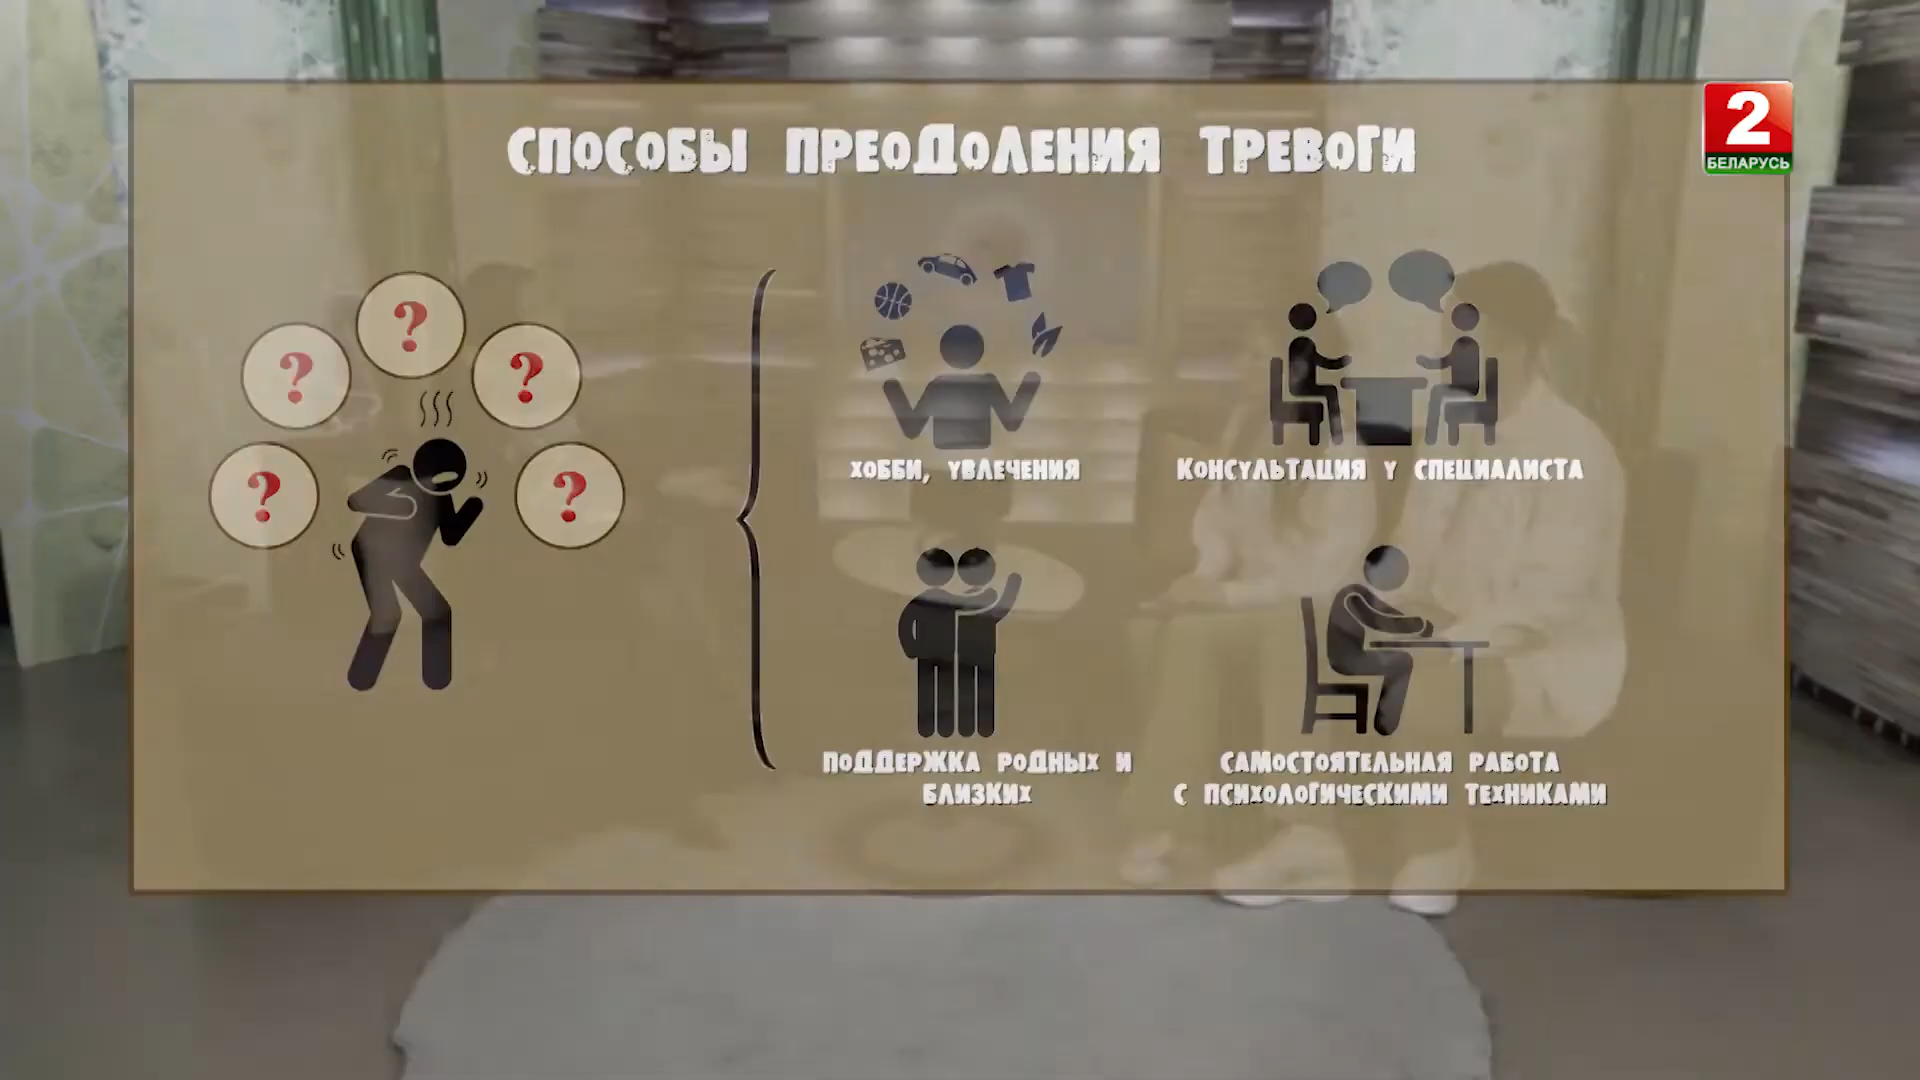 СПОСОБЫ ПРЕОДОЛЕНИЯ ТРЕВОГИ
2
БЕЛАРУСЬ
?
?
?
?
?
ХОББИ, УВЛЕЧЕНИЯ
КОНСУЛЬТАЦИЯ У СПЕЦИАЛИСТА
ПОДДЕРЖКА РОДНЫХ И
БЛИЗКИХ
САМОСТОЯТЕЛЬНАЯ РАБОТА
С ПСИХОЛОГИЧЕСКИМИ ТЕХНИКАМИ